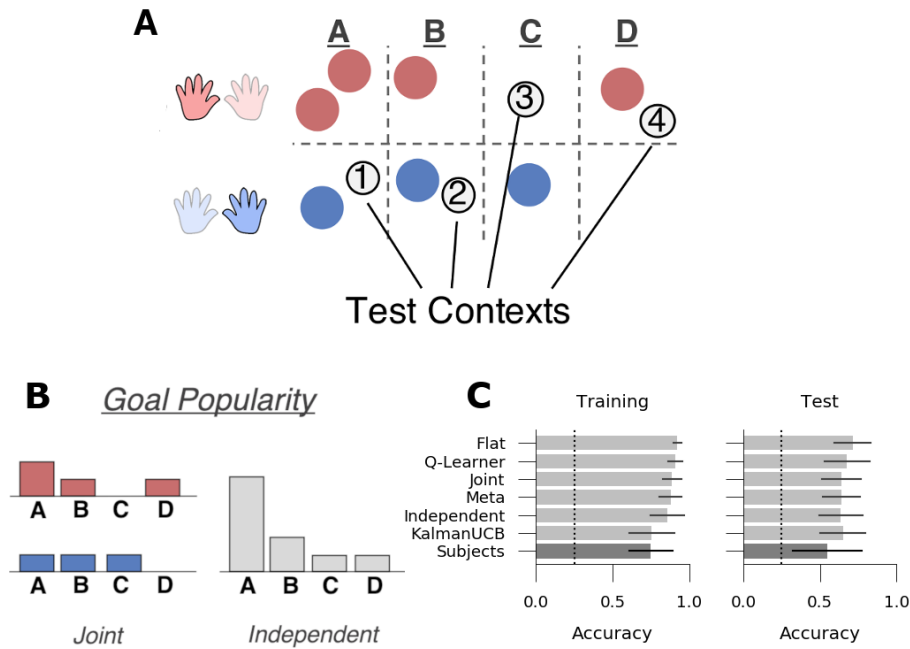 A
A B C D
3
4
1
2
Test Contexts
B
Goal Popularity
A B C D
A B C D
Joint
A B C D
Independent
C
Training
Test
Flat
Q-Learner
Joint
Meta
Independent
KalmanUCB
Subjects
0.0 0.5 1.0
0.0 0.5 1.0
Accuracy
Accuracy